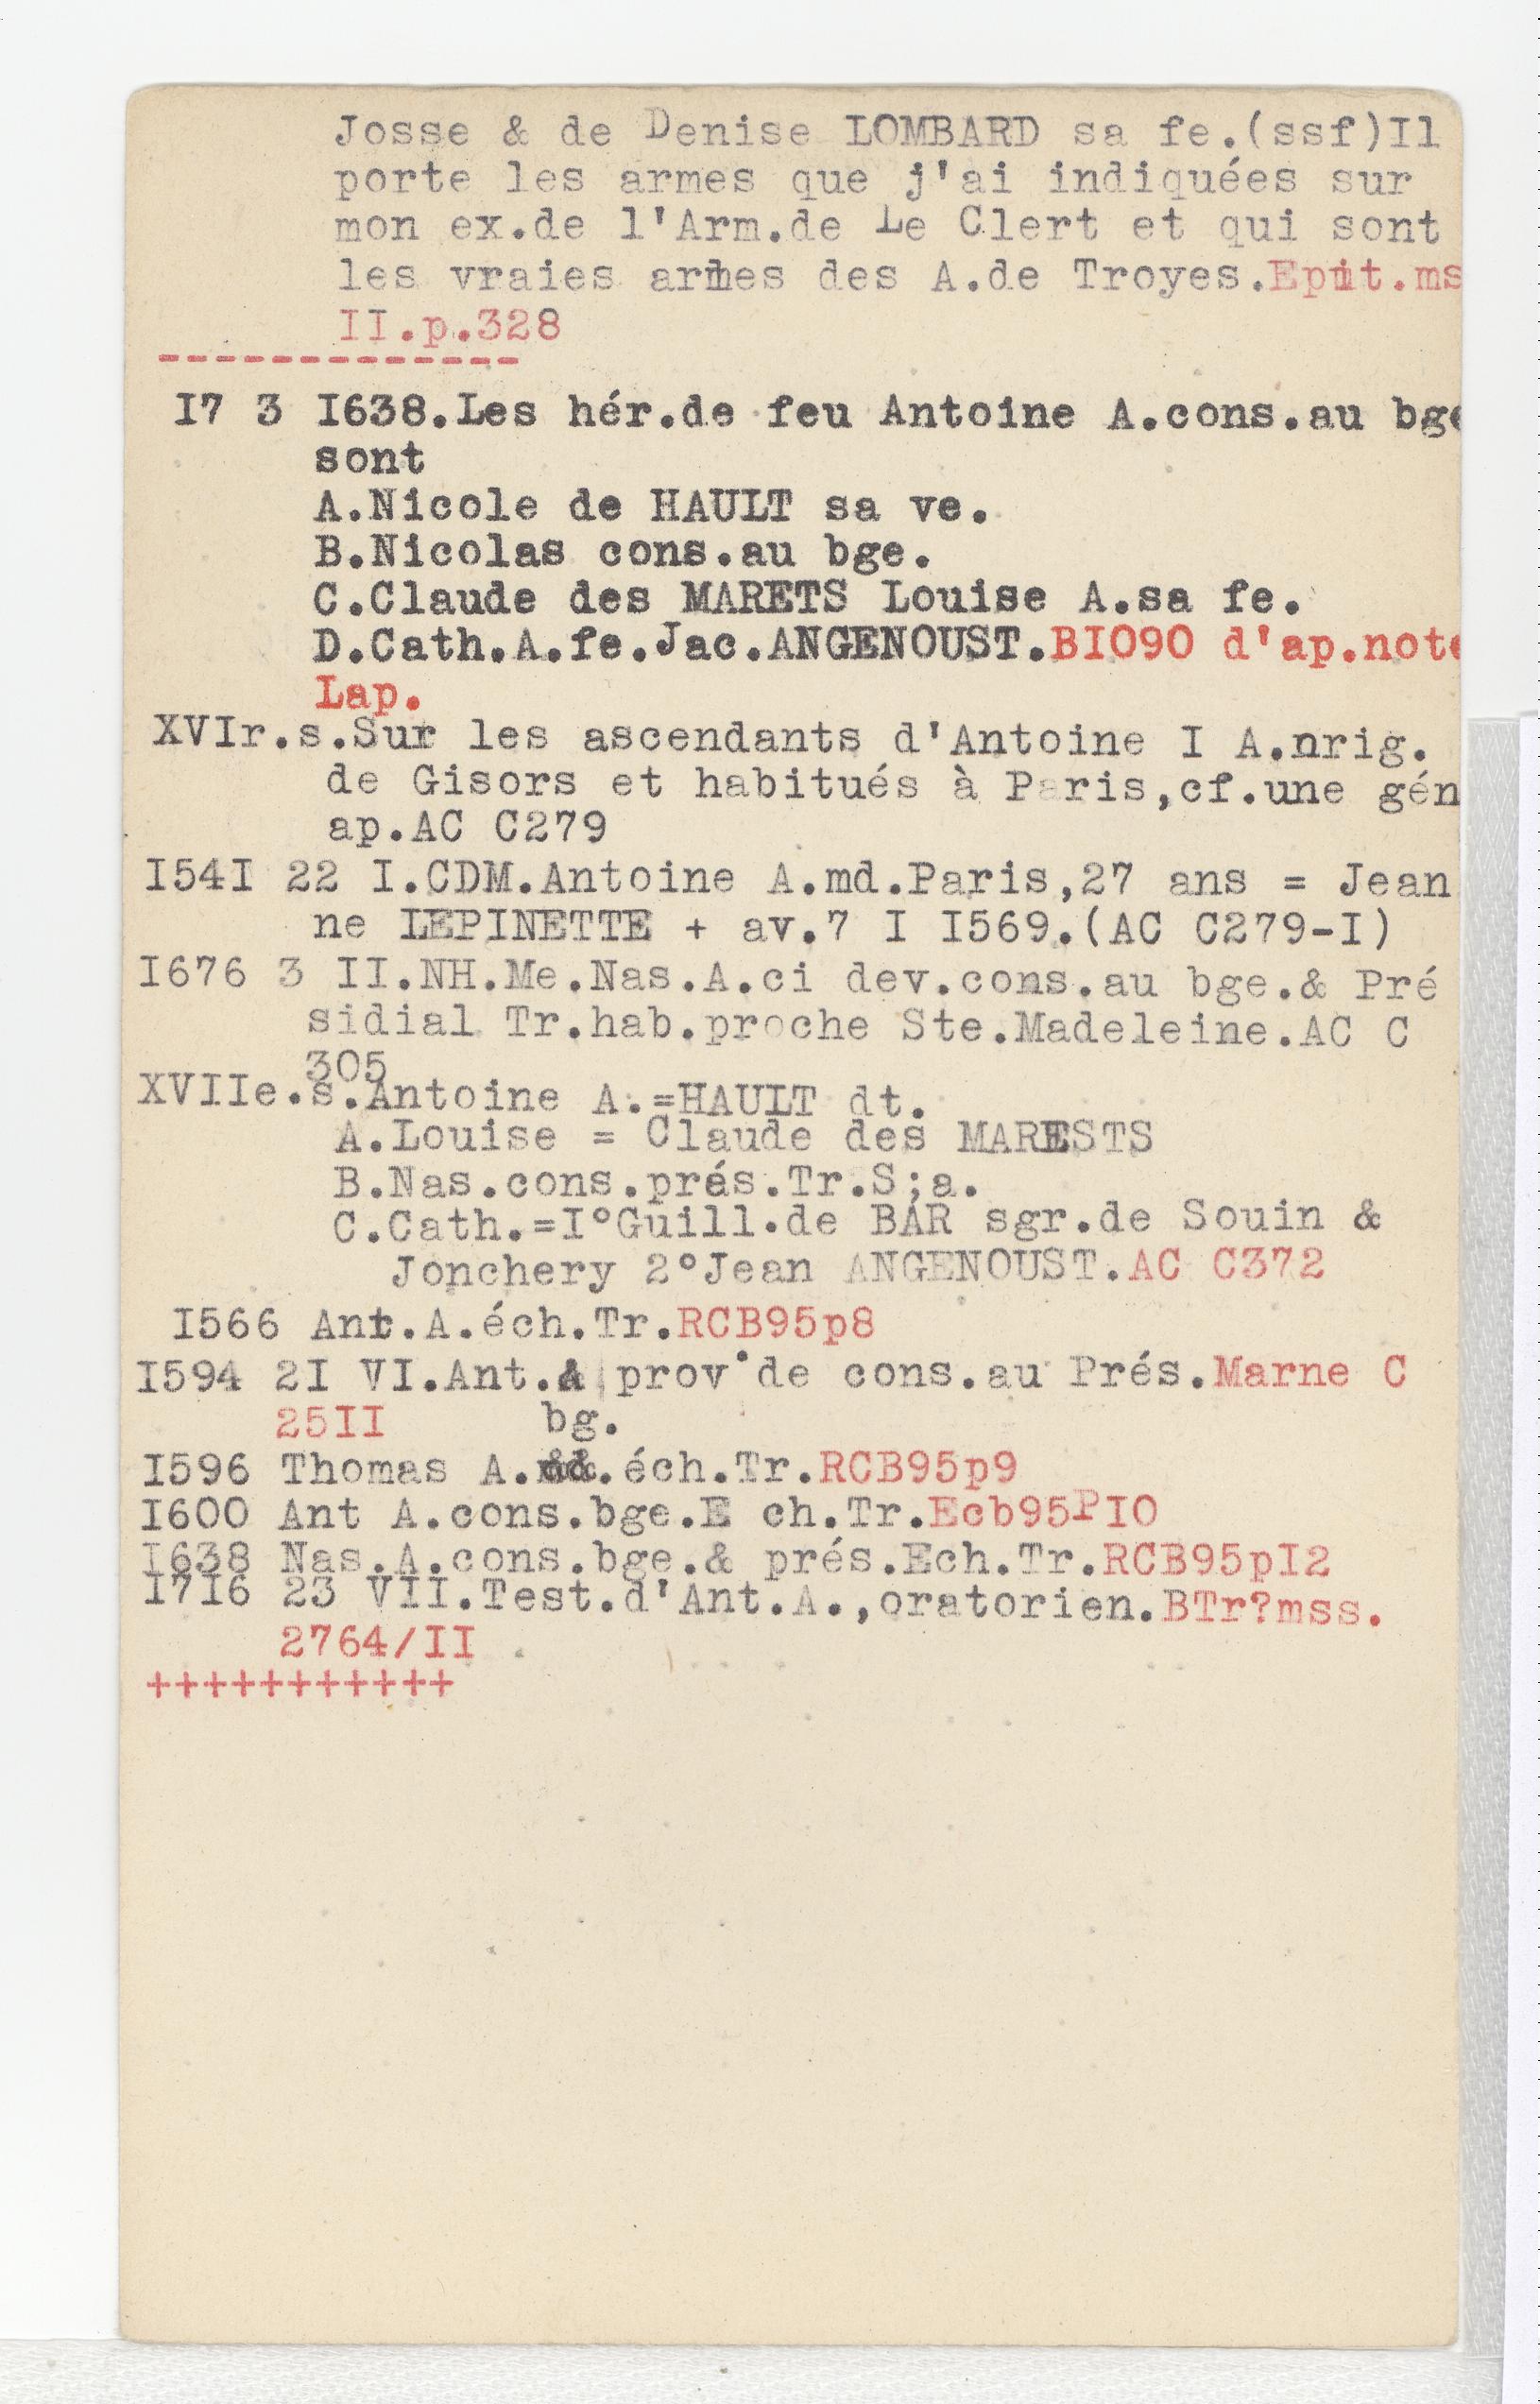 Josse & de Denise LOMBARD sa fe.(ssf)Il
porte les armes que j'ai indiquées sur
mon ex.de l'Arm.de Le Clert et qui sont
les vraies armes des A.de Troyes.Epit.ms
II.p.328
-------------
I7 3 I638.Les hér.de feu Antoine A.cons.au bge
sont
A.Nicole de HAULT sa ve.
B.Nicolas cons.au bge.
C.Claude des MARETS Louise A.sa fe.
D.Cath.A.fe.Jac.ANGENOUST.BIO90 d'ap.note
Lap.
XVIr.s.Sur les ascendants d'Antoine I A.nrig.
de Gisors et habitués à Paris,cf.une gén
ap.AC C279
I54I 22 I.CDM.Antoine A.md.Paris,27 ans = Jean
ne LEPINETTE + av.7 I I569.(AC C279-I)
I676 3 II.NH.Me.Nas.A.ci dev.cons.au bge.& Pré
sidial Tr.hab.proche Ste.Madeleine.AC C
305
XVIIe.s.Antoine A.=HAULT dt.
A.Louise = Claude des MARESTS
B.Nas.cons.prés.Tr.S;a.
C.Cath.=I°Guill.de BAR sgr.de Souin &
Jonchery 2°Jean ANGENOUST.AC C372
I566 Ant.A.éch.Tr.RCB95p8
I594 2I VI.Ant.A prov°de cons.au Prés.Marne C
25II bg.
I596 Thomas A. éch.Tr.RCB95p9
I600 Ant A.cons.bge.E ch.Tr.Ecb95PIO
I638 Nas.A.cons.bge.& prés.Ech.Tr.RCB95pI2
I7I6 23 VII.Test.d'Ant.A.,oratorien.BTr?mss.
2764/II
+++++++++++